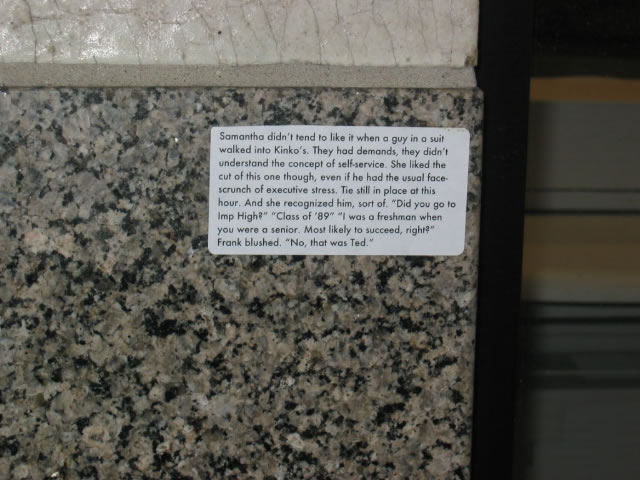 Samantha didn't tend to like it when a guy in a suit
walked into Kinko's. They had demands, they didn't
understand the concept of self-service. She liked the
cut of this one though, even if he had the usual face-
scrunch of executive stress. Tie still in place at this
hour. And she recognized him, sort of. "Did you go to
Imp High?" "Class of '89" "I was a freshman when
you were a senior. Most likely to succeed, right?"
Frank blushed. "No, that was Ted."